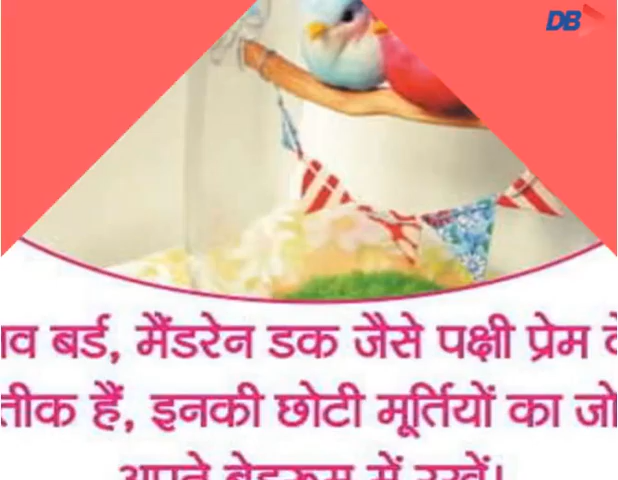 DB
व बर्ड, मैंडरेन डक जैसे पक्षी प्रेम
तीक हैं, इनकी छोटी मूर्तियों का जो
अपने बेडरूम में रखें।